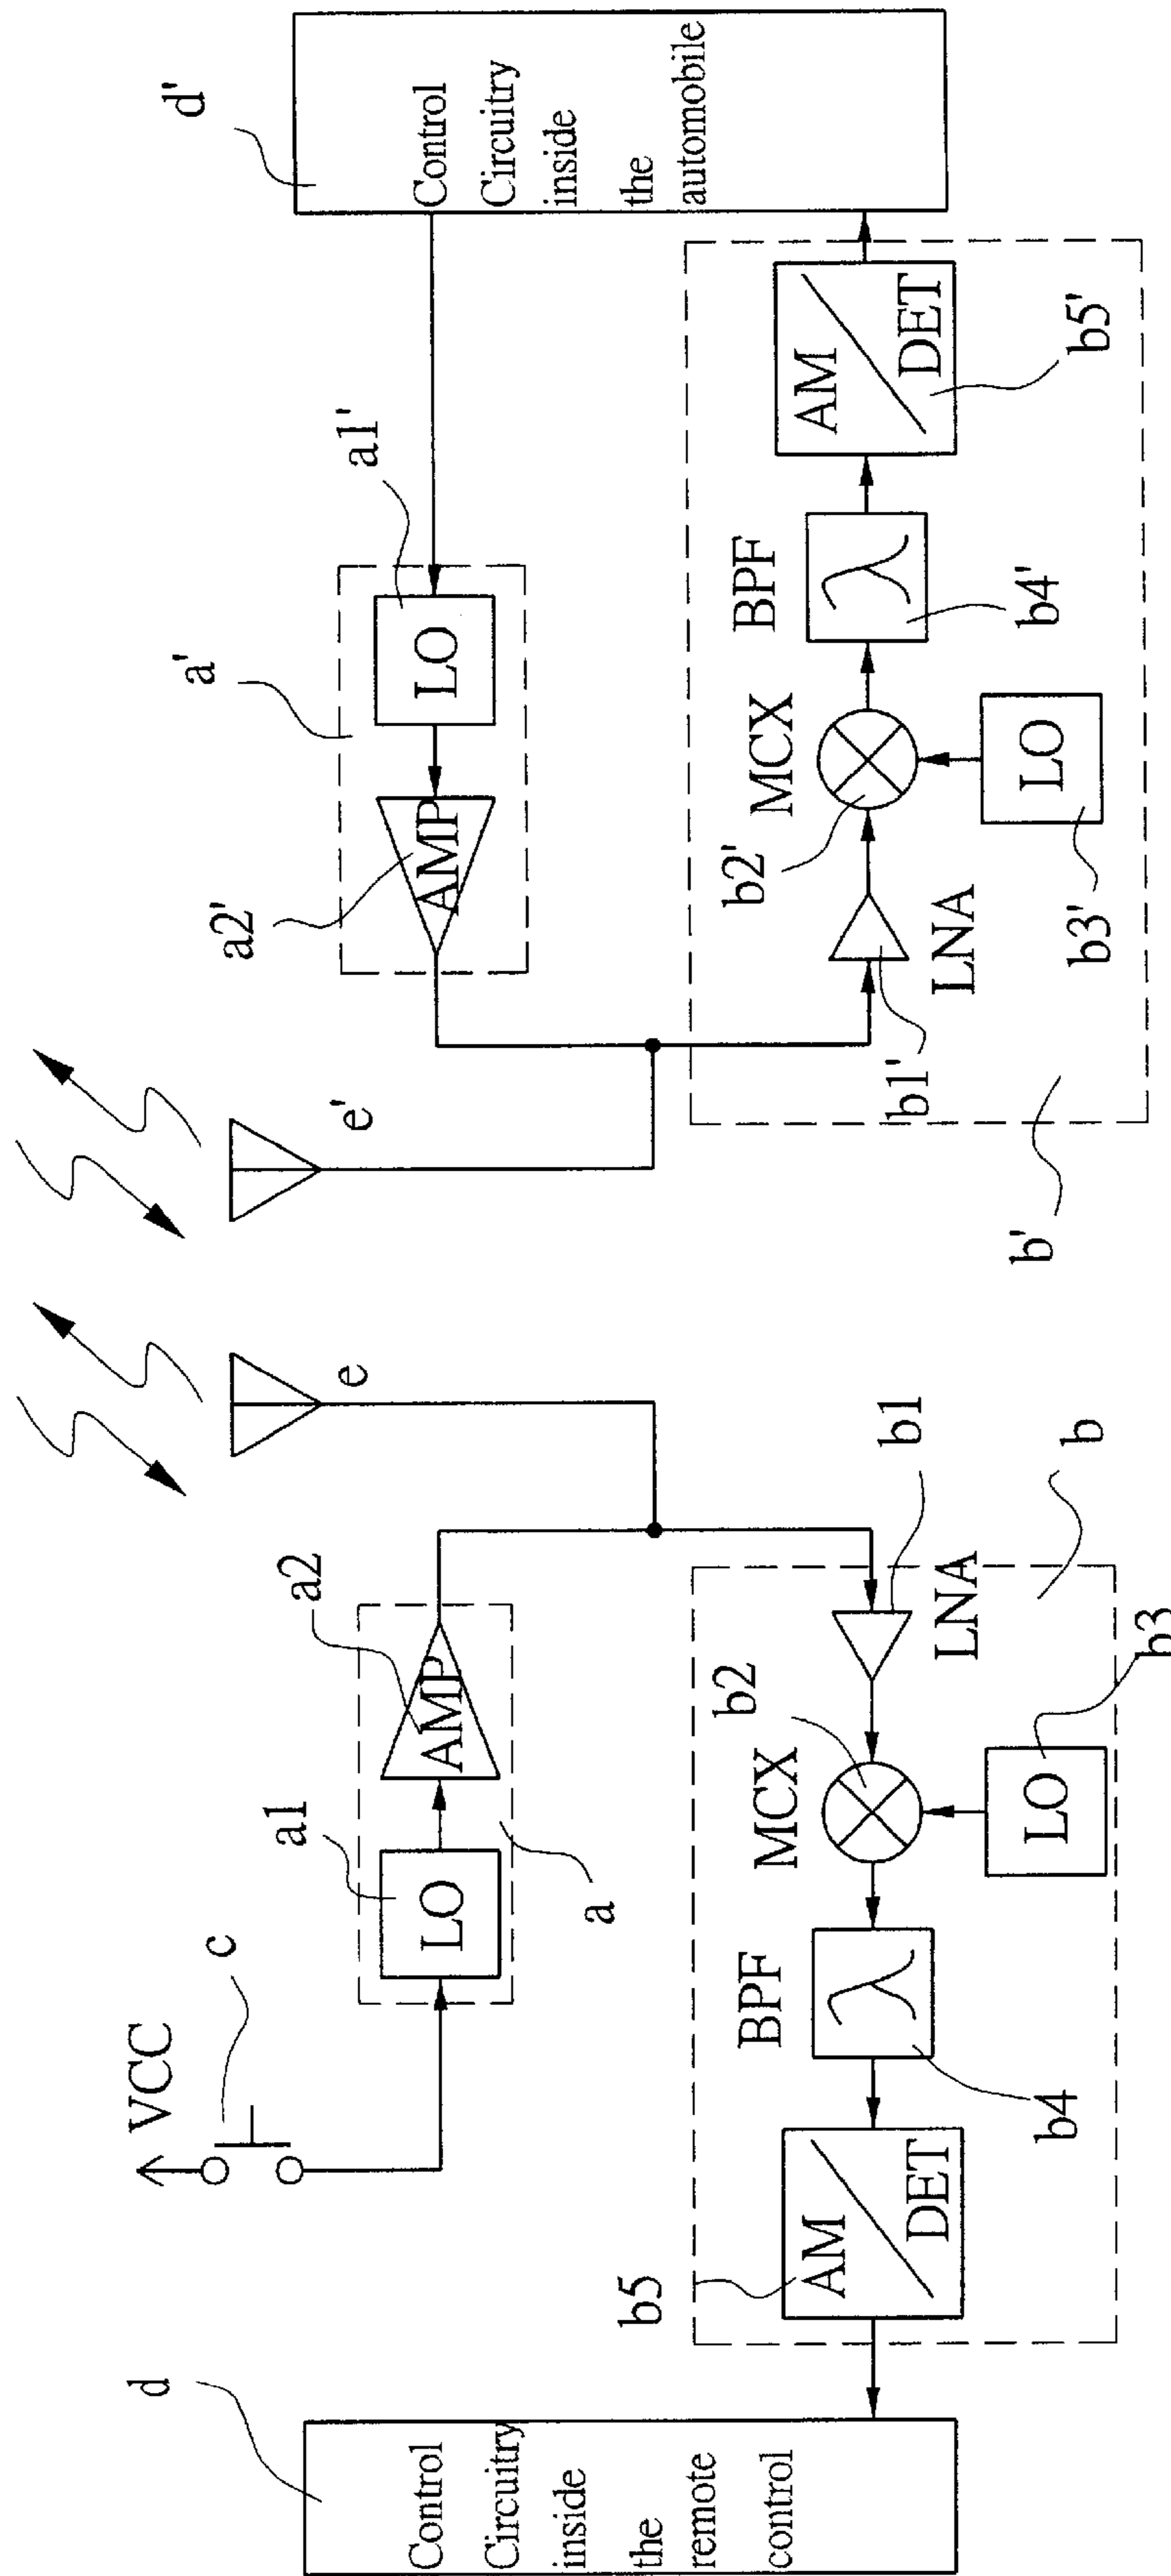 d
Control
Circuitry
inside
the
remote
control
VCC
c
a1
LO
a2
AMP
a
e
b5
AM
DET
BPF
b4
MCX
b2
LO
b3
LNA
b1
b
e'
a'
a2'
AMP
LO
a1'
d'
Control
Circuitry
inside
the
automobile
b'
b1'
LNA
b2'
MCX
LO
b3'
BPF
b4'
AM
DET
b5'